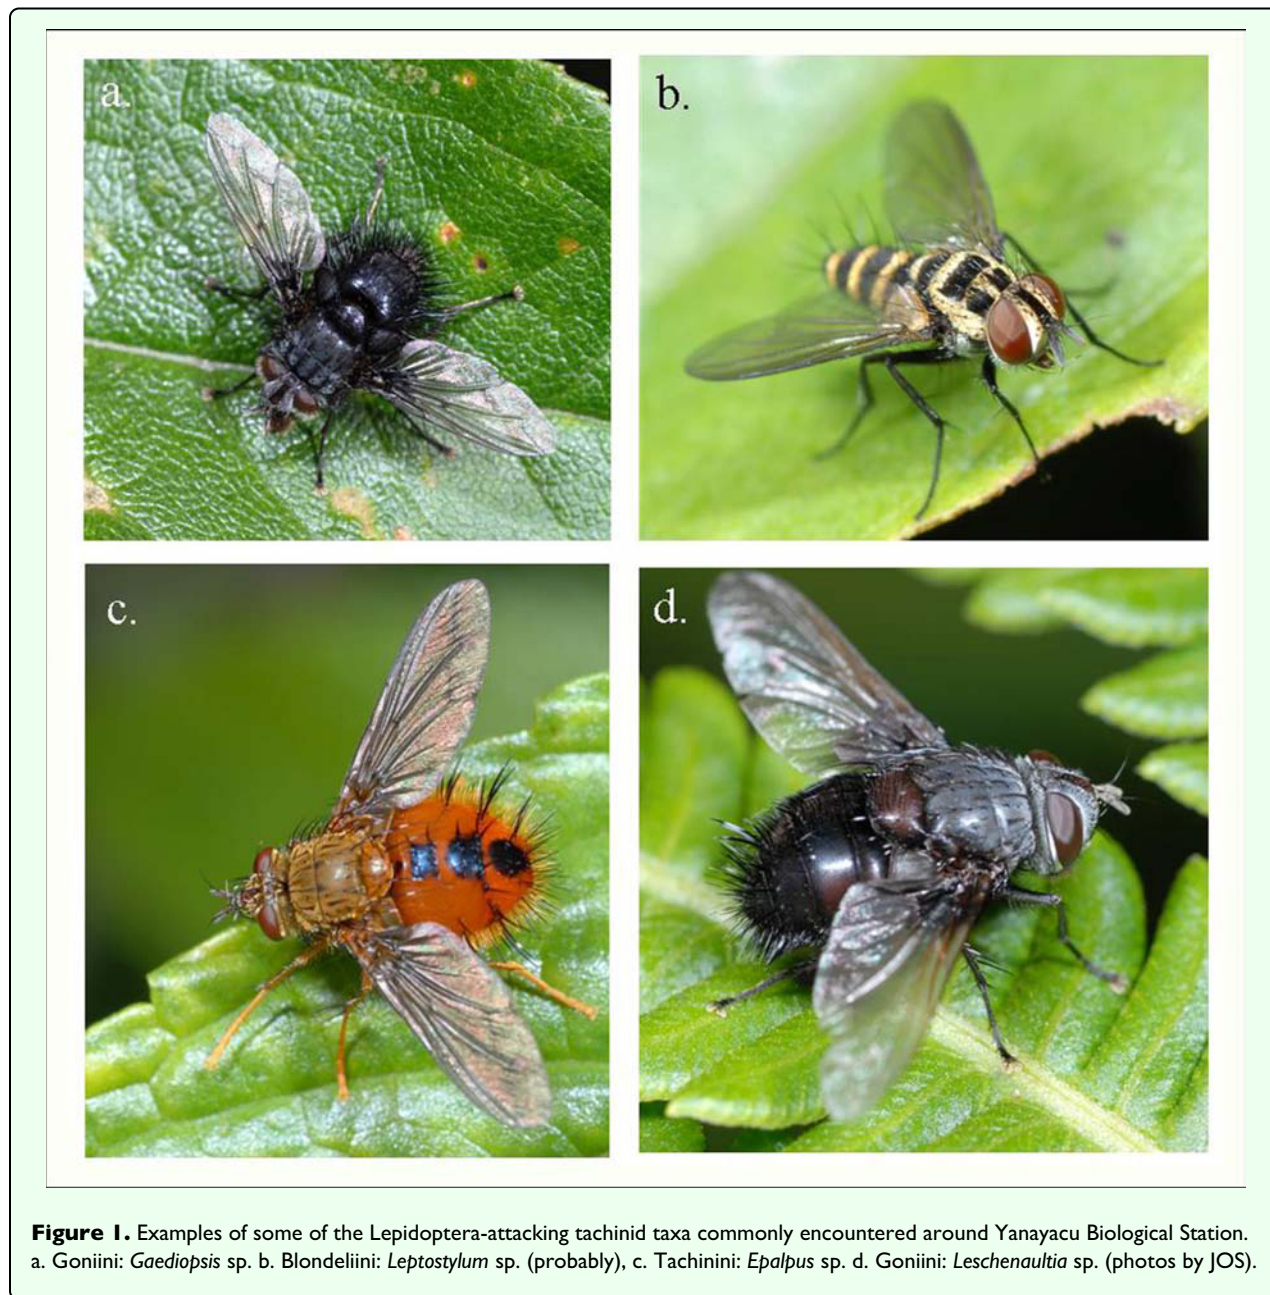 a.
b.
c.
d.
Figure 1. Examples of some of the Lepidoptera-attacking tachinid taxa commonly encountered around Yanayacu Biological Station.
a. Goniini: Gaediopsis sp. b. Blondeliini: Leptostylum sp. (probably), c. Tachinini: Epalpus sp. d. Goniini: Leschenaultia sp. (photos by JOS).